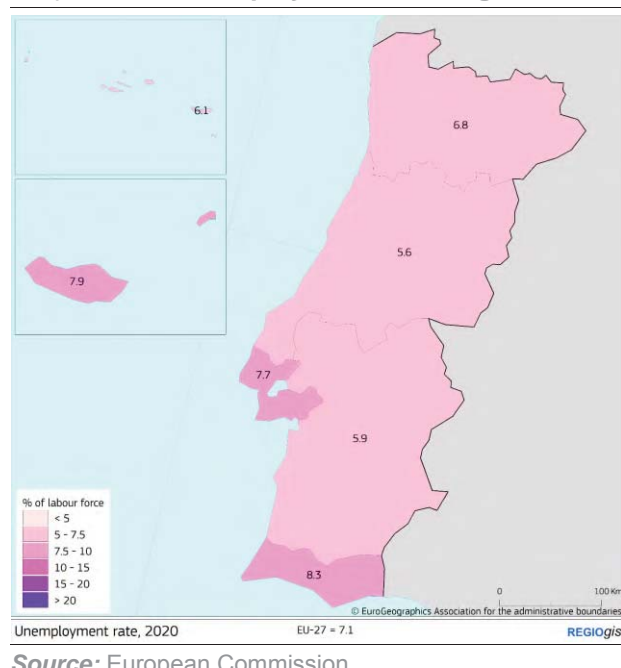 6.1
6.8
7.9
5.6
7.7
5.9
8.3
% of labour force
< 5
5 - 7.5
7.5 - 10
10 - 15
15 - 20
> 20
0 100 Km
© EuroGeographics Association for the administrative boundaries
Unemployment rate, 2020 EU-27 = 7.1 REGIOgis
Source: European Commission